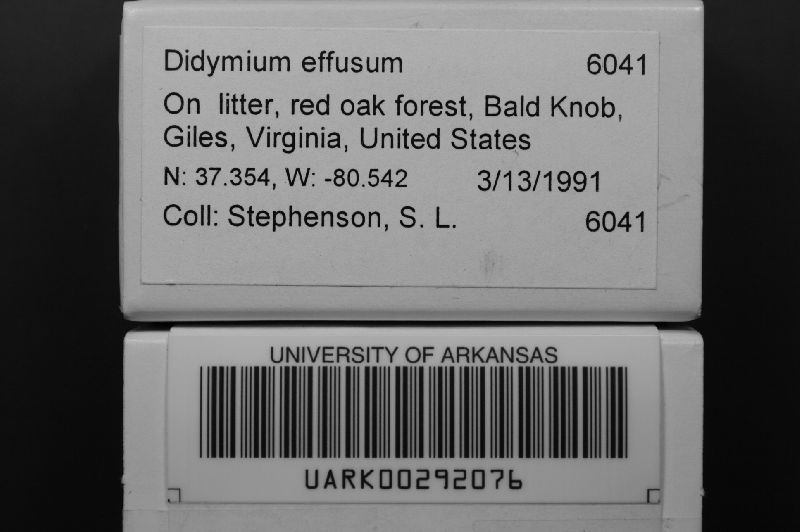 Didymium effusum 6041
On litter, red oak forest, Bald Knob,
Giles, Virginia, United States
N: 37.354, W: -80.542 3/13/1991
Coll: Stephenson, S. L. 6041
UNIVERSITY OF ARKANSAS
UARK00292076